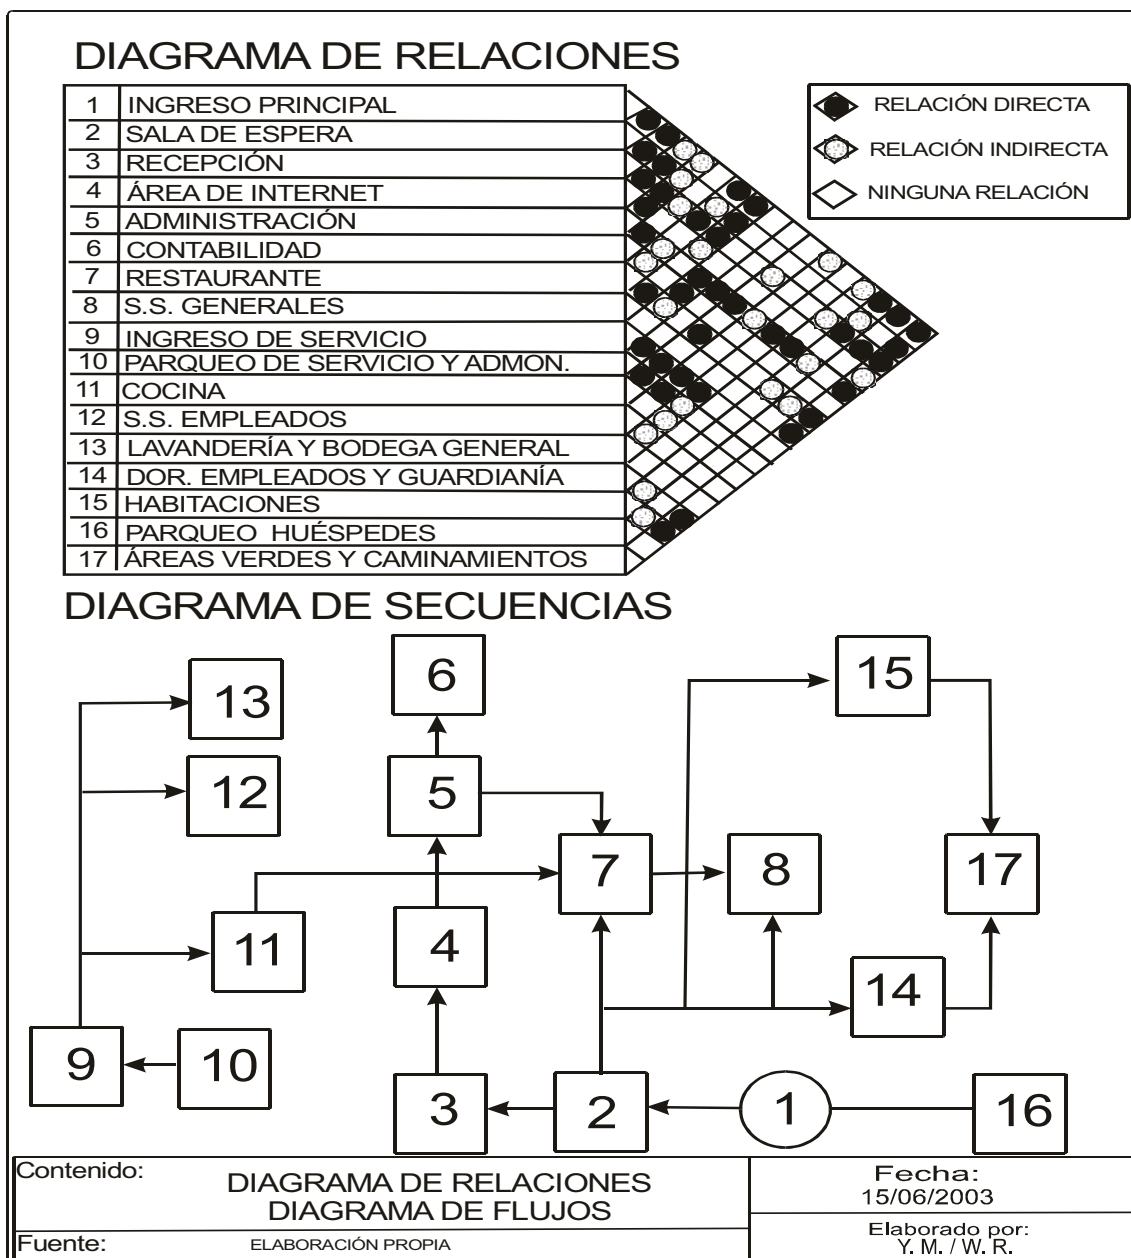 DIAGRAMA DE RELACIONES
1 INGRESO PRINCIPAL
2 SALA DE ESPERA
3 RECEPCIÓN
4 ÁREA DE INTERNET
5 ADMINISTRACIÓN
6 CONTABILIDAD
7 RESTAURANTE
8 S.S. GENERALES
9 INGRESO DE SERVICIO
10 PARQUEO DE SERVICIO Y ADMON.
11 COCINA
12 S.S. EMPLEADOS
13 LAVANDERÍA Y BODEGA GENERAL
14 DOR. EMPLEADOS Y GUARDIANÍA
15 HABITACIONES
16 PARQUEO HUÉSPEDES
17 ÁREAS VERDES Y CAMINAMIENTOS
RELACIÓN DIRECTA
RELACIÓN INDIRECTA
NINGUNA RELACIÓN
DIAGRAMA DE SECUENCIAS
13
6
15
12
5
7
8
17
11
4
14
9
10
3
2
1
16
Contenido:
DIAGRAMA DE RELACIONES
DIAGRAMA DE FLUJOS
Fecha:
15/06/2003
Fuente:
ELABORACIÓN PROPIA
Elaborado por:
Y. M. / W. R.